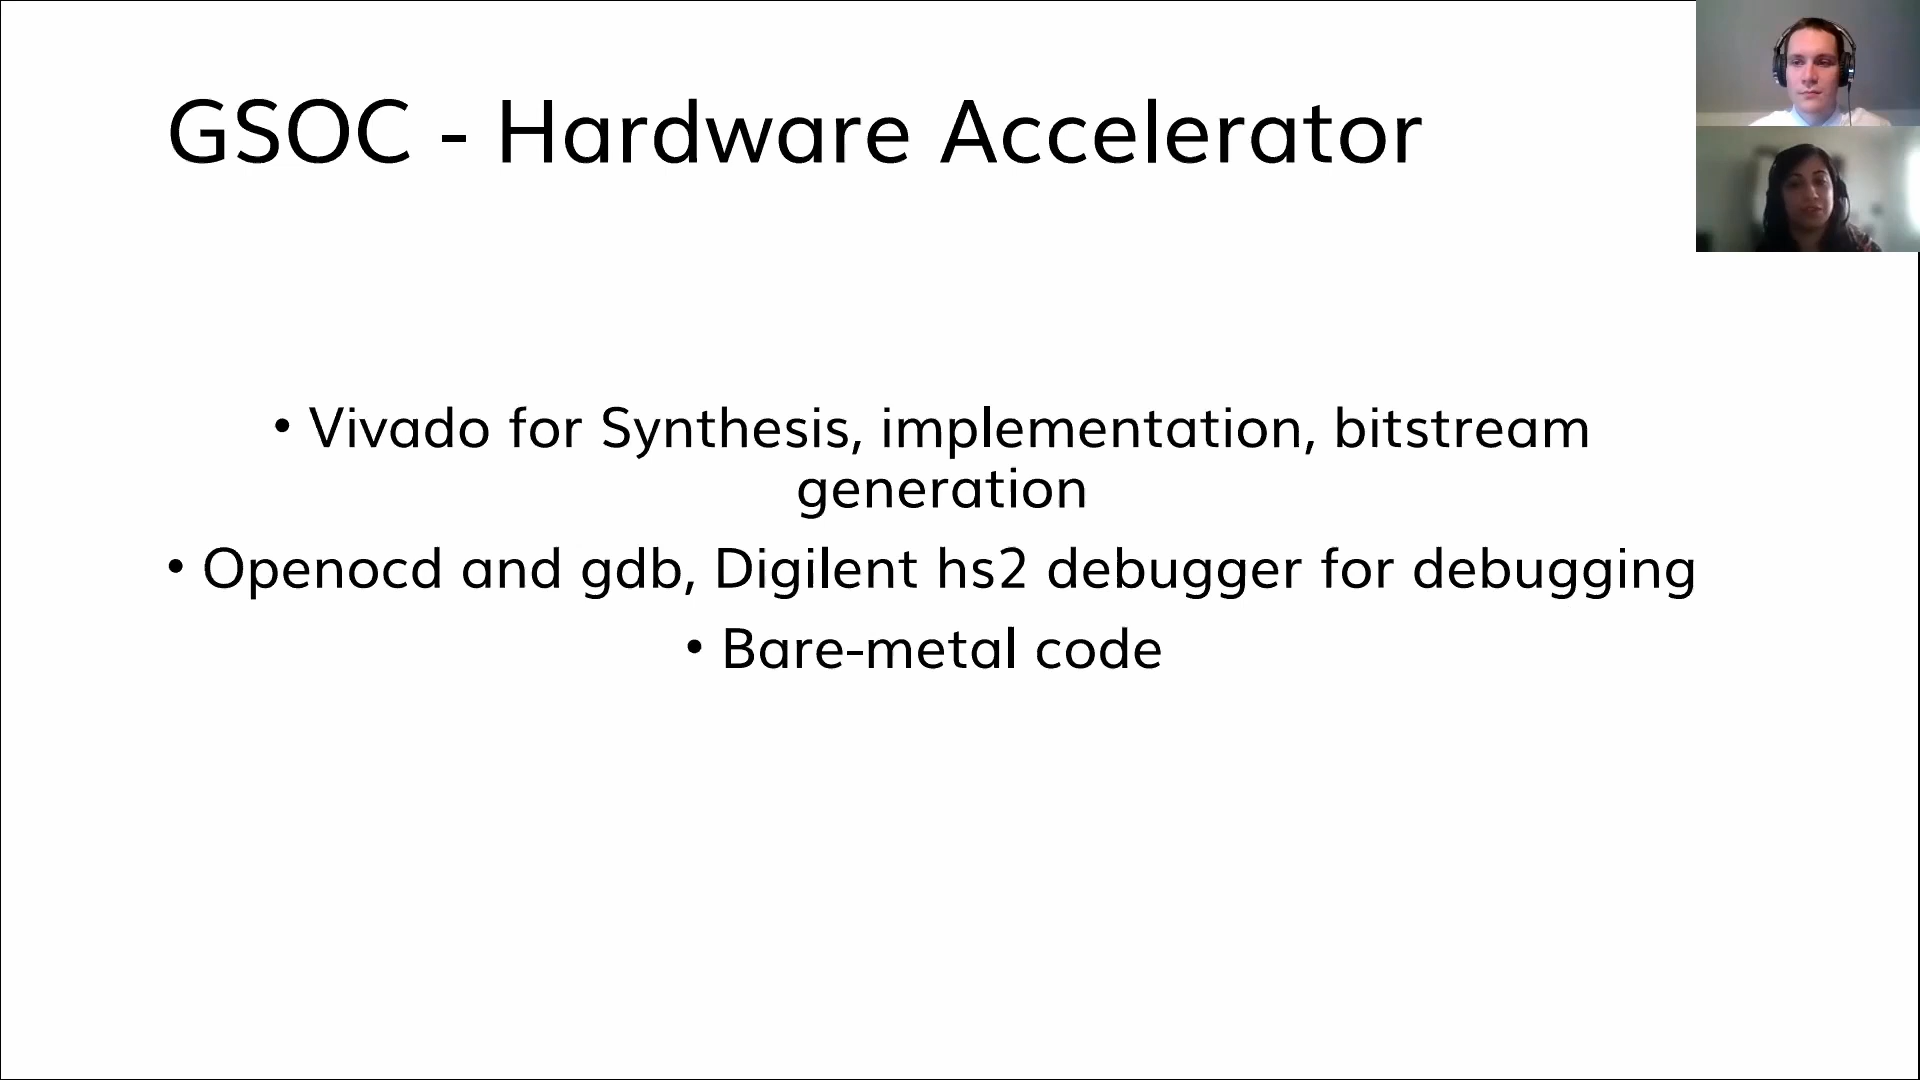 GSOC - Hardware Accelerator
• Vivado for Synthesis, implementation, bitstream
generation
• Openocd and gdb, Digilent hs2 debugger for debugging
• Bare-metal code